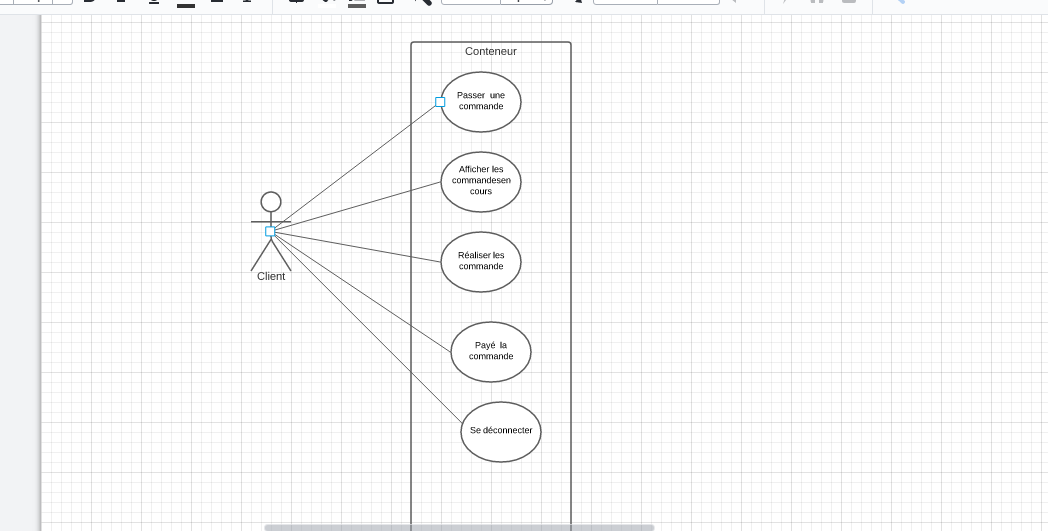 Conteneur
Passer une
commande
Afficher les
commandesen
cours
Réaliser les
commande
Client
Payé la
commande
Se déconnecter